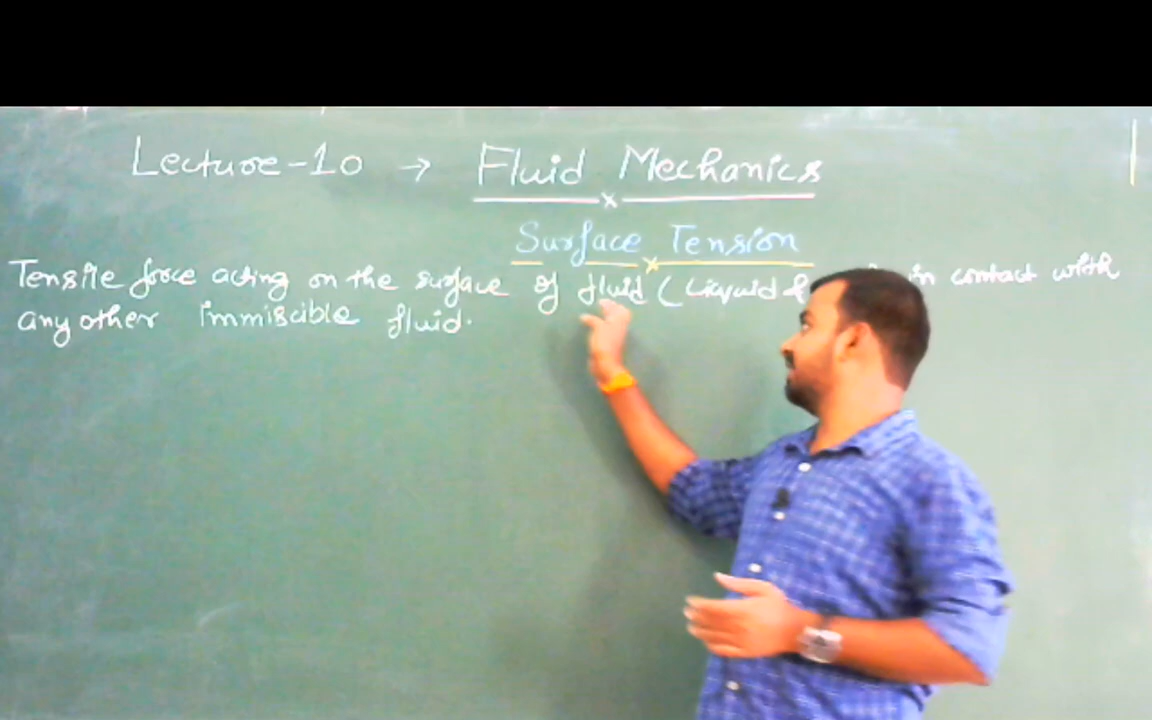 Lecture-10 → Fluid Mechanics
Surface Tension
Tensile force acting on the surface of fluid (Liquid & in contact with
any other immiscible fluid.